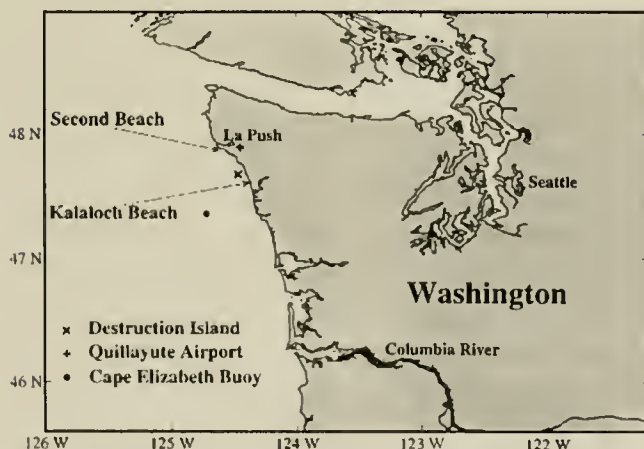 48 N
Second Beach
La Push
Seattle
Kalaloch Beach
47 N
Washington
× Destruction Island
+ Quillayute Airport
• Cape Elizabeth Buoy
Columbia River
46 N
126 W
125 W
124 W
123 W
122 W